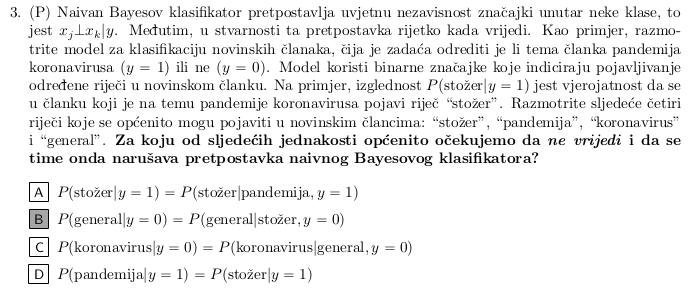 3. (P) Naivan Bayesov klasifikator pretpostavlja uvjetnu nezavisnost značajki unutar neke klase, to
jest $x_j \perp x_k | y$. Međutim, u stvarnosti ta pretpostavka rijetko kada vrijedi. Kao primjer, razmo-
trite model za klasifikaciju novinskih članaka, čija je zadaća odrediti je li tema članka pandemija
koronavirusa ($y = 1$) ili ne ($y = 0$). Model koristi binarne značajke koje indiciraju pojavljivanje
određene riječi u novinskom članku. Na primjer, izglednost $P(\text{stožer}|y = 1)$ jest vjerojatnost da se
u članku koji je na temu pandemije koronavirusa pojavi riječ “stožer”. Razmotrite sljedeće četiri
riječi koje se općenito mogu pojaviti u novinskim člancima: “stožer”, “pandemija”, “koronavirus”
i “general”. Za koju od sljedećih jednakosti općenito očekujemo da ne vrijedi i da se
time onda narušava pretpostavka naivnog Bayesovog klasifikatora?
A $P(\text{stožer}|y = 1) = P(\text{stožer}|\text{pandemija}, y = 1)$
B $P(\text{general}|y = 0) = P(\text{general}|\text{stožer}, y = 0)$
C $P(\text{koronavirus}|y = 0) = P(\text{koronavirus}|\text{general}, y = 0)$
D $P(\text{pandemija}|y = 1) = P(\text{stožer}|y = 1)$